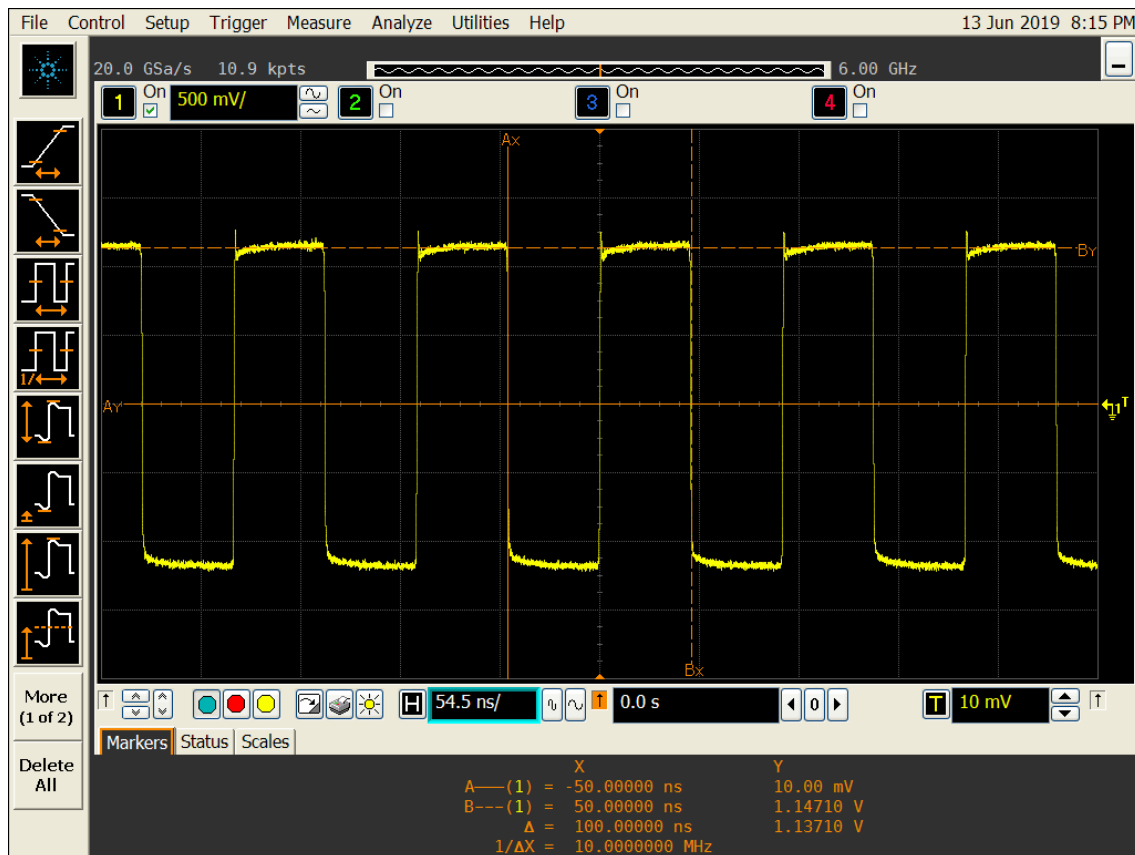 File Control Setup Trigger Measure Analyze Utilities Help 13 Jun 2019 8:15 PM
20.0 GSa/s 10.9 kpts 6.00 GHz
1 On 500 mV/ 2 On 3 On 4 On
Ax
By
Ay
1 T
Bx
1/
More
(1 of 2)
Delete
All
H 54.5 ns/ 0.0 s 0 T 10 mV
Markers Status Scales
X Y
A——(1) = -50.00000 ns 10.00 mV
B---(1) = 50.00000 ns 1.14710 V
Δ = 100.00000 ns 1.13710 V
1/ΔX = 10.0000000 MHz